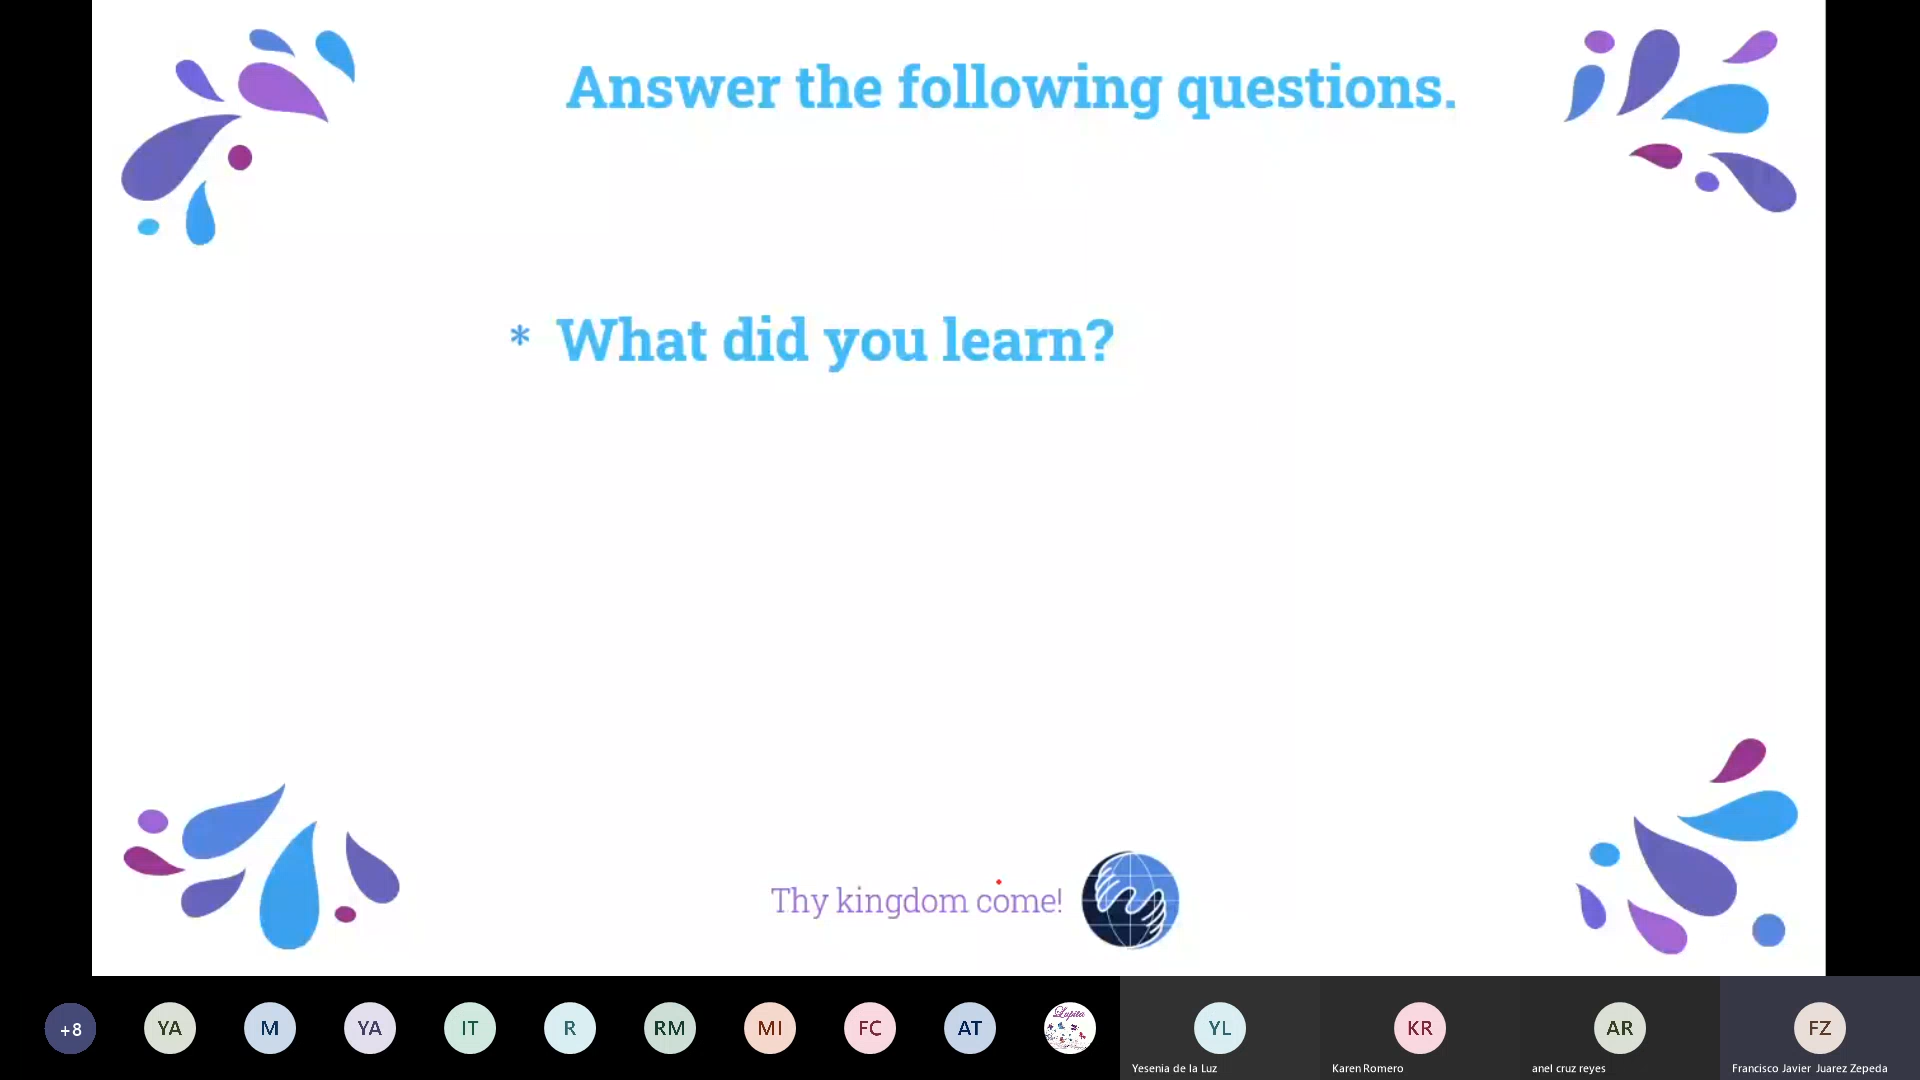 Answer the following questions.
* What did you learn?
Thy kingdom come!
+8
YA
M
YA
IT
R
RM
MI
FC
AT
Lupita
YL
KR
AR
FZ
Yesenia de la Luz
Karen Romero
anel cruz reyes
Francisco Javier Juarez Zepeda